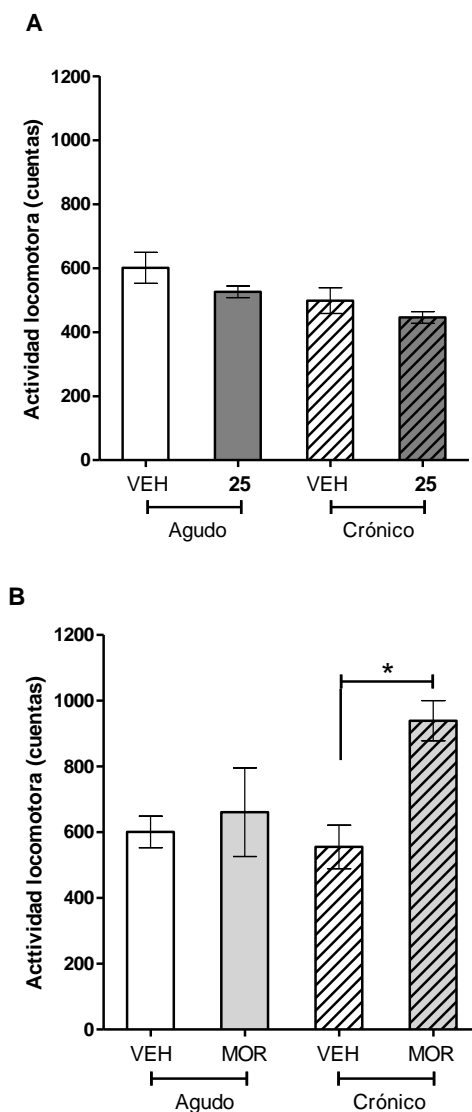 A
Actividad locomotora (cuentas)
1200
1000
800
600
400
200
0
VEH 25 VEH 25
Agudo Crónico
B
Acttividad locomotora (cuentas)
1200
1000
800
600
400
200
0
*
VEH MOR VEH MOR
Agudo Crónico